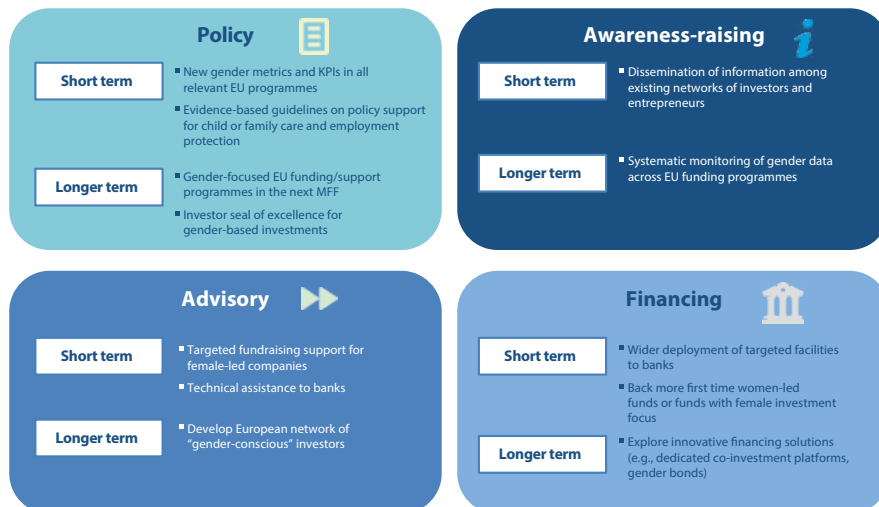 Policy
Short term
▪ New gender metrics and KPIs in all
relevant EU programmes
▪ Evidence-based guidelines on policy support
for child or family care and employment
protection
Longer term
▪ Gender-focused EU funding/support
programmes in the next MFF
▪ Investor seal of excellence for
gender-based investments
Awareness-raising
Short term
▪ Dissemination of information among
existing networks of investors and
entrepreneurs
Longer term
▪ Systematic monitoring of gender data
across EU funding programmes
Advisory
Short term
▪ Targeted fundraising support for
female-led companies
▪ Technical assistance to banks
Longer term
▪ Develop European network of
“gender-conscious” investors
Financing
Short term
▪ Wider deployment of targeted facilities
to banks
▪ Back more first time women-led
funds or funds with female investment
focus
Longer term
▪ Explore innovative financing solutions
(e.g., dedicated co-investment platforms,
gender bonds)